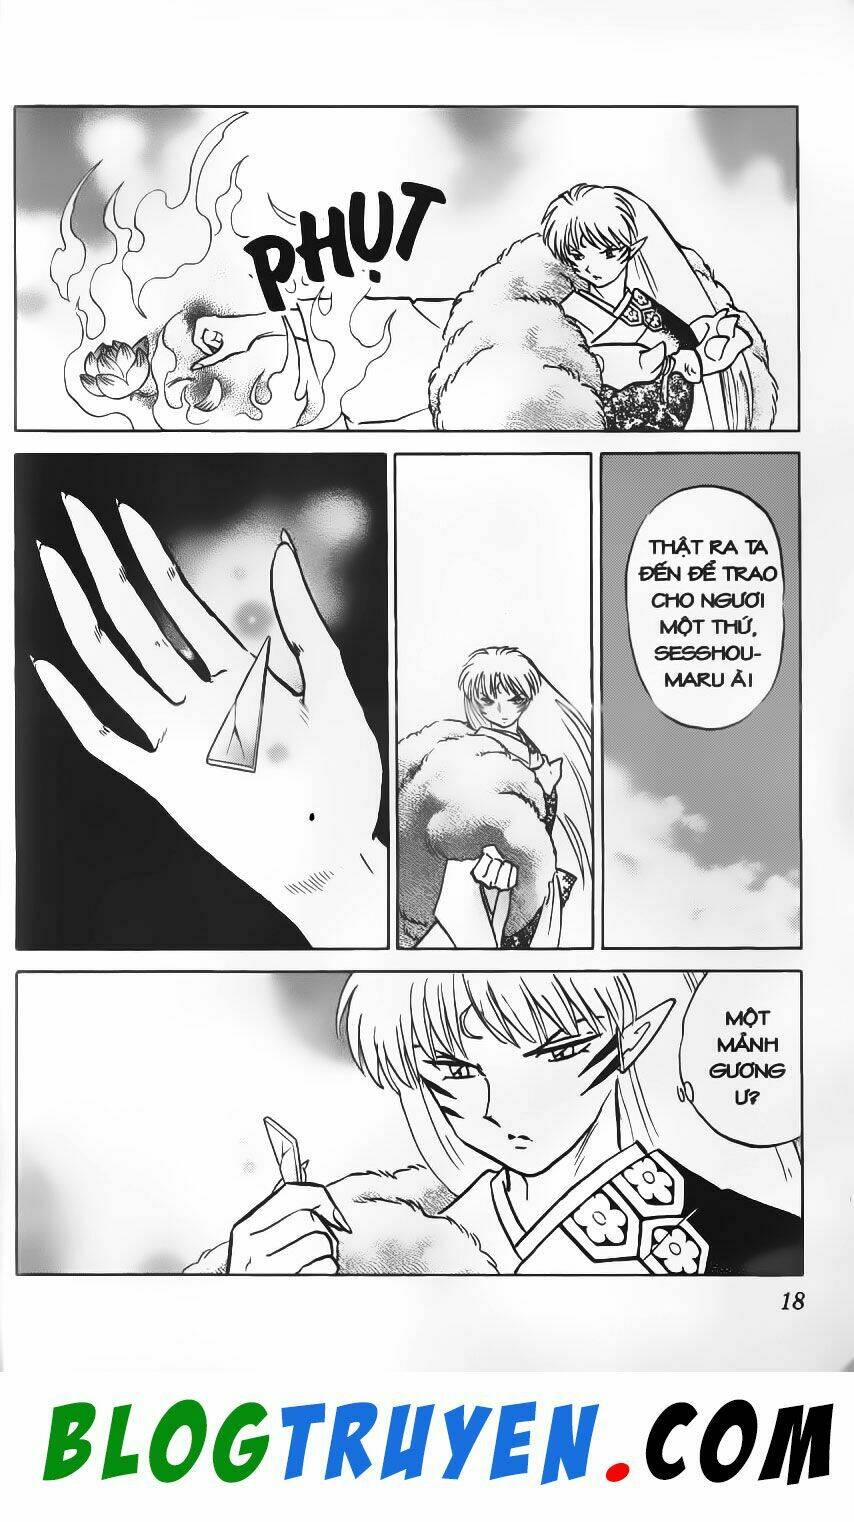 PHỤT
THẬT RA TA
ĐẾN ĐỂ TRAO
CHO NGƯƠI
MỘT THỨ,
SESSHOU-
MARU ÀI
MỘT
MẢNH
GƯƠNG
Ư?
18
BLOGTRUYEN.COM